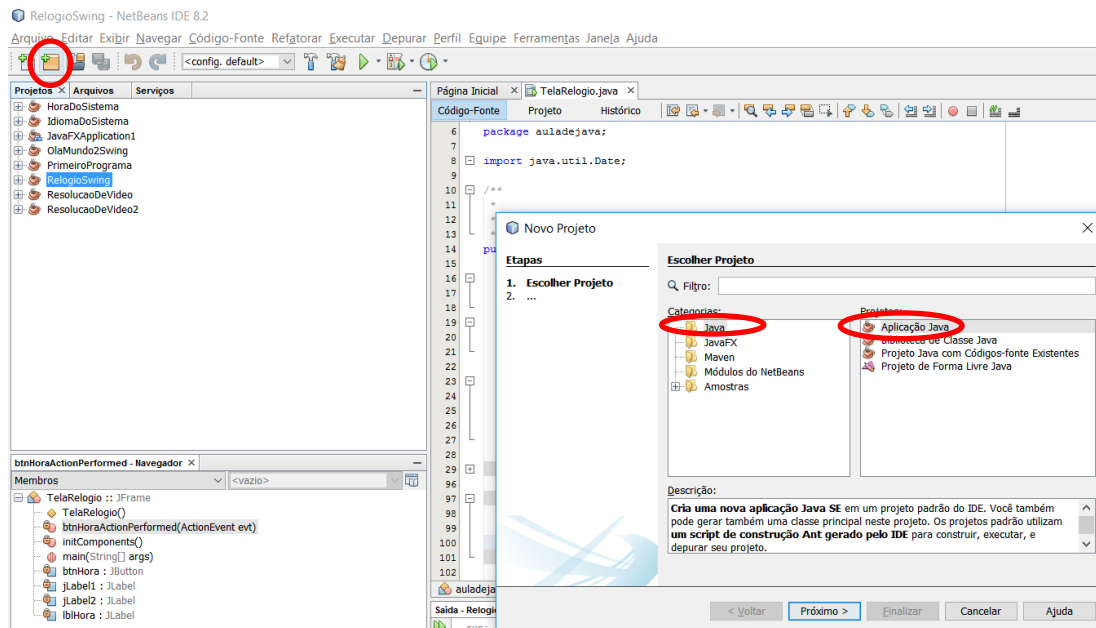 RelogioSwing - NetBeans IDE 8.2
Arquivo Editar Exibir Navegar Código-Fonte Refatorar Executar Depurar Perfil Equipe Ferramentas Janela Ajuda
<config. default>
Projetos Arquivos Serviços
HoraDoSistema
IdiomaDoSistema
JavaFXApplication1
OlaMundo2Swing
PrimeiroPrograma
RelogioSwing
ResolucaoDeVideo
ResolucaoDeVideo2
btnHoraActionPerformed - Navegador
Membros <vazio>
TelaRelogio :: JFrame
TelaRelogio()
btnHoraActionPerformed(ActionEvent evt)
initComponents()
main(String[] args)
btnHora : JButton
jLabel1 : JLabel
jLabel2 : JLabel
lblHora : JLabel
Página Inicial TelaRelogio.java
Código-Fonte Projeto Histórico
6 package auladejava;
7
8 import java.util.Date;
9
10 /**
11 *
12 *
13 *
14 pu
15
16
17
18
19
20
21
22
23
24
25
26
27
28
29
96
97
98
99
100
101
102
auladeja
Saída - Relogi
Novo Projeto
Etapas
1. Escolher Projeto
2. ...
Escolher Projeto
Filtro:
Categorias:
Java
JavaFX
Maven
Módulos do NetBeans
Amostras
Projetos:
Aplicação Java
Biblioteca de Classe Java
Projeto Java com Códigos-fonte Existentes
Projeto de Forma Livre Java
Descrição:
Cria uma nova aplicação Java SE em um projeto padrão do IDE. Você também
pode gerar também uma classe principal neste projeto. Os projetos padrão utilizam
um script de construção Ant gerado pelo IDE para construir, executar, e
depurar seu projeto.
< Voltar Próximo > Finalizar Cancelar Ajuda